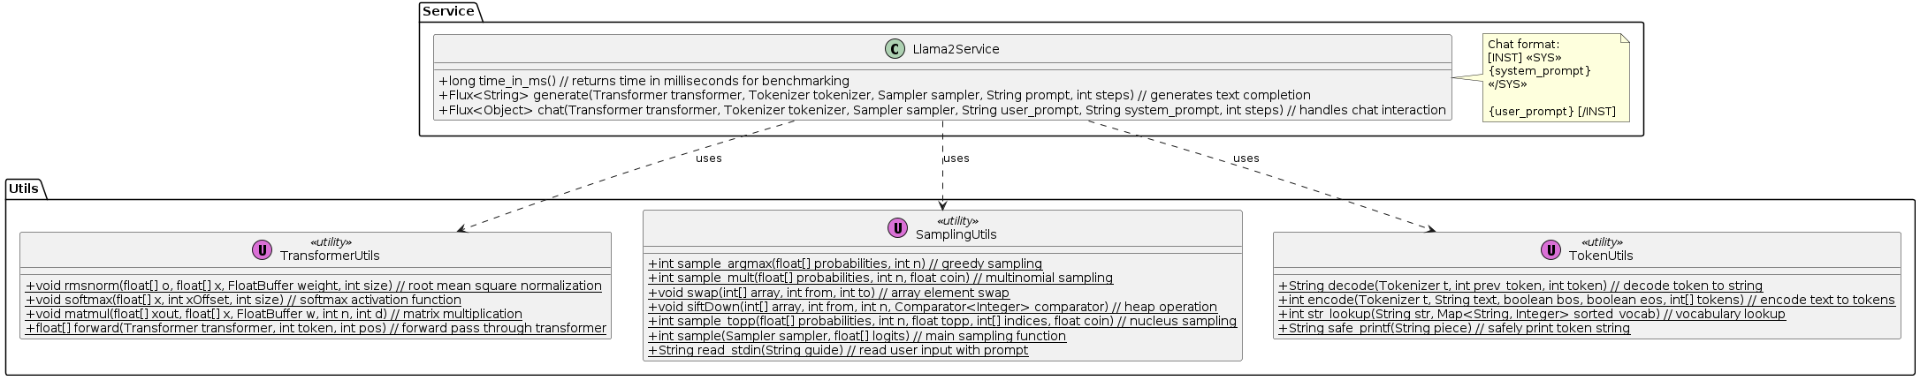 Service
C Llama2Service
+long time_in_ms() // returns time in milliseconds for benchmarking
+Flux<String> generate(Transformer transformer, Tokenizer tokenizer, Sampler sampler, String prompt, int steps) // generates text completion
+Flux<Object> chat(Transformer transformer, Tokenizer tokenizer, Sampler sampler, String user_prompt, String system_prompt, int steps) // handles chat interaction
Chat format:
[INST] «SYS»
{system_prompt}
«/SYS»
{user_prompt} [/INST]
uses
uses
uses
Utils
U «utility»
TransformerUtils
+void rmsnorm(float[] o, float[] x, FloatBuffer weight, int size) // root mean square normalization
+void softmax(float[] x, int xOffset, int size) // softmax activation function
+void matmul(float[] xout, float[] x, FloatBuffer w, int n, int d) // matrix multiplication
+float[] forward(Transformer transformer, int token, int pos) // forward pass through transformer
U «utility»
SamplingUtils
+int sample_argmax(float[] probabilities, int n) // greedy sampling
+int sample_mult(float[] probabilities, int n, float coin) // multinomial sampling
+void swap(int[] array, int from, int to) // array element swap
+void siftDown(int[] array, int from, int n, Comparator<Integer> comparator) // heap operation
+int sample_topp(float[] probabilities, int n, float topp, int[] indices, float coin) // nucleus sampling
+int sample(Sampler sampler, float[] logits) // main sampling function
+String read_stdin(String guide) // read user input with prompt
U «utility»
TokenUtils
+String decode(Tokenizer t, int prev_token, int token) // decode token to string
+int encode(Tokenizer t, String text, boolean bos, boolean eos, int[] tokens) // encode text to tokens
+int str_lookup(String str, Map<String, Integer> sorted_vocab) // vocabulary lookup
+String safe_printf(String piece) // safely print token string